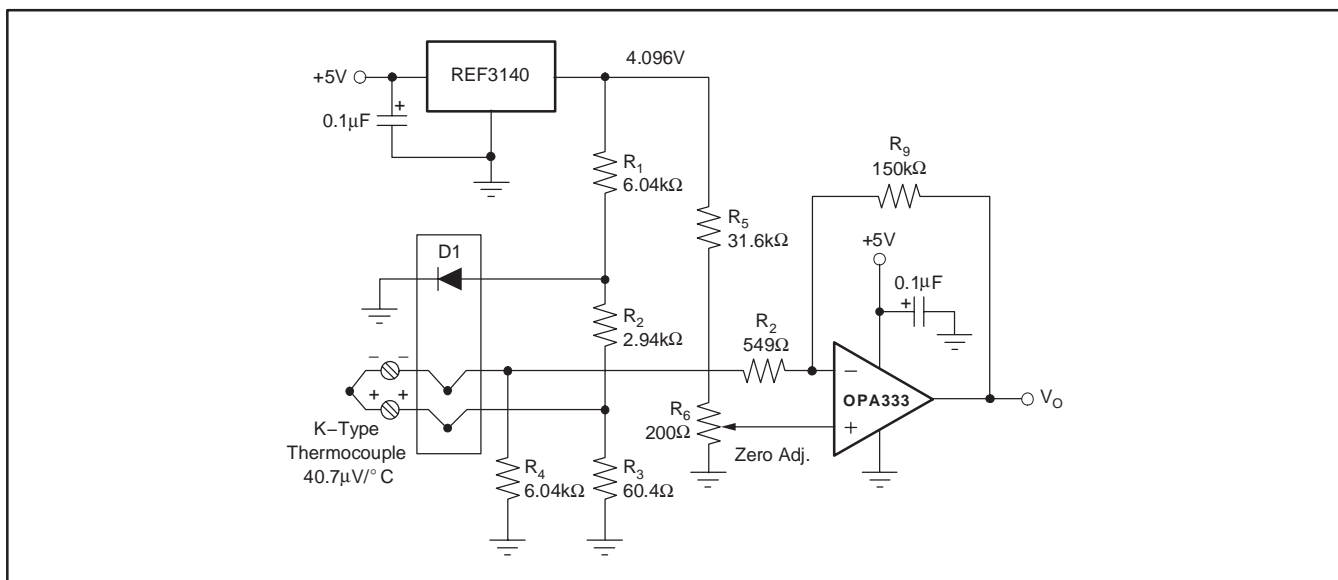 4.096V
+5V
REF3140
+
0.1μF
R1
6.04kΩ
R9
150kΩ
R5
31.6kΩ
+5V
D1
0.1μF
+
R2
2.94kΩ
R2
549Ω
− −
+ +
−
OPA333
+
VO
R6
200Ω
Zero Adj.
K−Type
Thermocouple
40.7μV/°C
R4
6.04kΩ
R3
60.4Ω